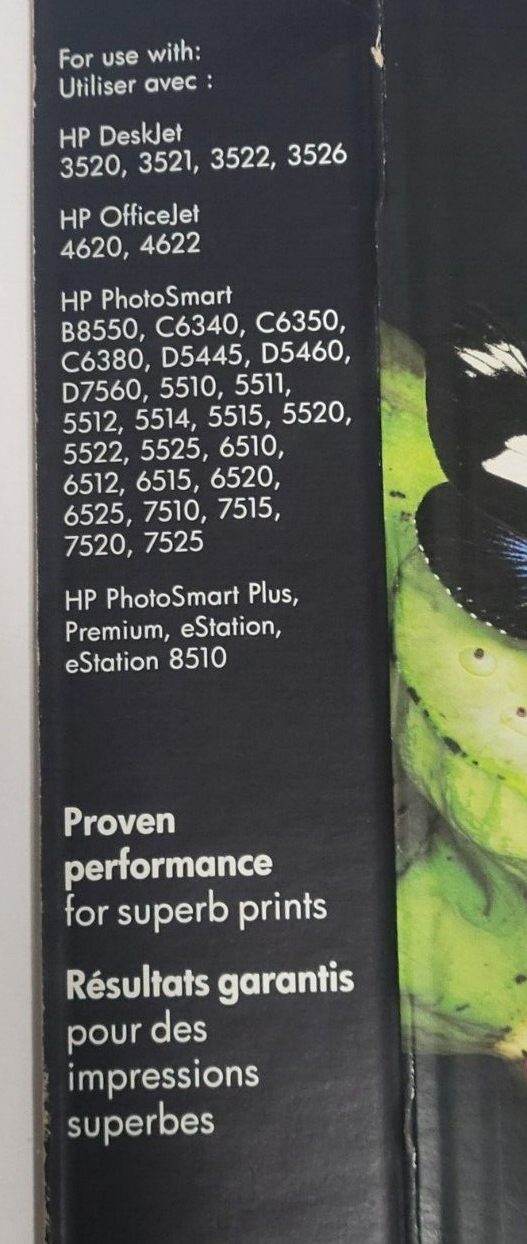 For use with:
Utiliser avec :
HP DeskJet
3520, 3521, 3522, 3526
HP OfficeJet
4620, 4622
HP PhotoSmart
B8550, C6340, C6350,
C6380, D5445, D5460,
D7560, 5510, 5511,
5512, 5514, 5515, 5520,
5522, 5525, 6510,
6512, 6515, 6520,
6525, 7510, 7515,
7520, 7525
HP PhotoSmart Plus,
Premium, eStation,
eStation 8510
Proven
performance
for superb prints
Résultats garantis
pour des
impressions
superbes